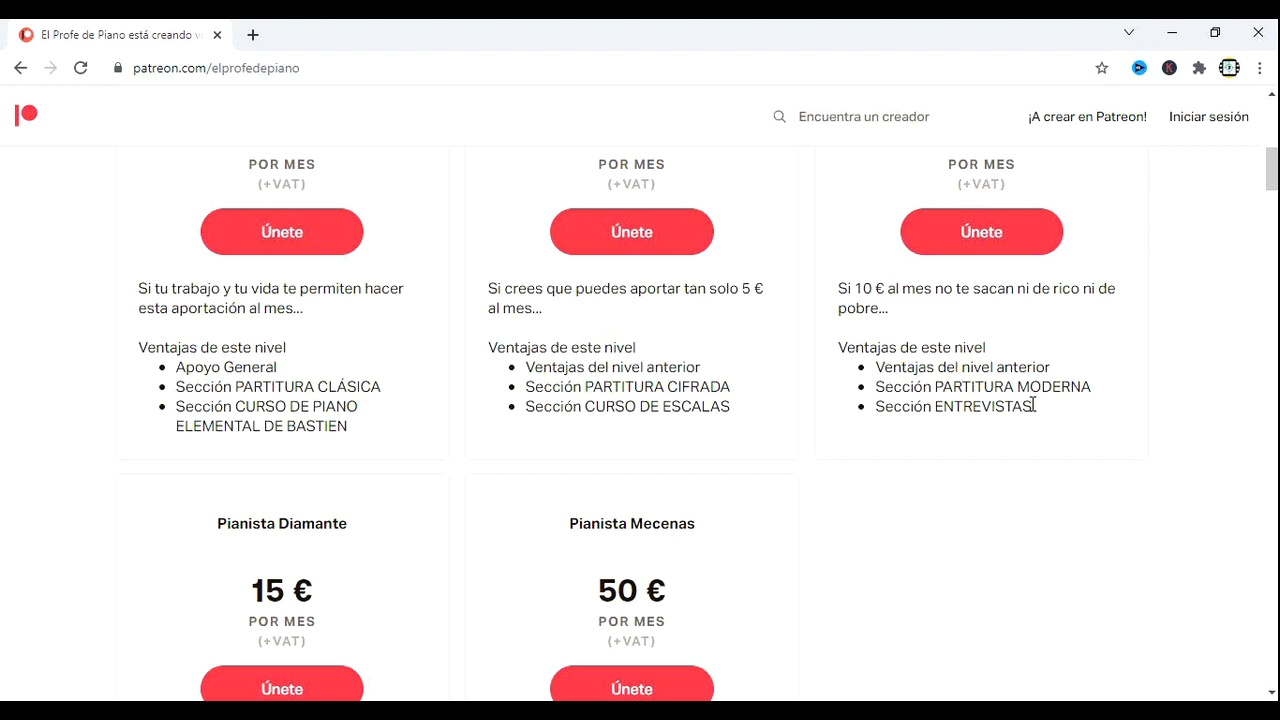 El Profe de Piano está creando v
patreon.com/elprofedepiano
Encuentra un creador
¡A crear en Patreon!
Iniciar sesión
POR MES
(+VAT)
Únete
Si tu trabajo y tu vida te permiten hacer
esta aportación al mes...
Ventajas de este nivel
Apoyo General
Sección PARTITURA CLÁSICA
Sección CURSO DE PIANO
ELEMENTAL DE BASTIEN
POR MES
(+VAT)
Únete
Si crees que puedes aportar tan solo 5 €
al mes...
Ventajas de este nivel
Ventajas del nivel anterior
Sección PARTITURA CIFRADA
Sección CURSO DE ESCALAS
POR MES
(+VAT)
Únete
Si 10 € al mes no te sacan ni de rico ni de
pobre...
Ventajas de este nivel
Ventajas del nivel anterior
Sección PARTITURA MODERNA
Sección ENTREVISTAS
Pianista Diamante
15 €
POR MES
(+VAT)
Únete
Pianista Mecenas
50 €
POR MES
(+VAT)
Únete